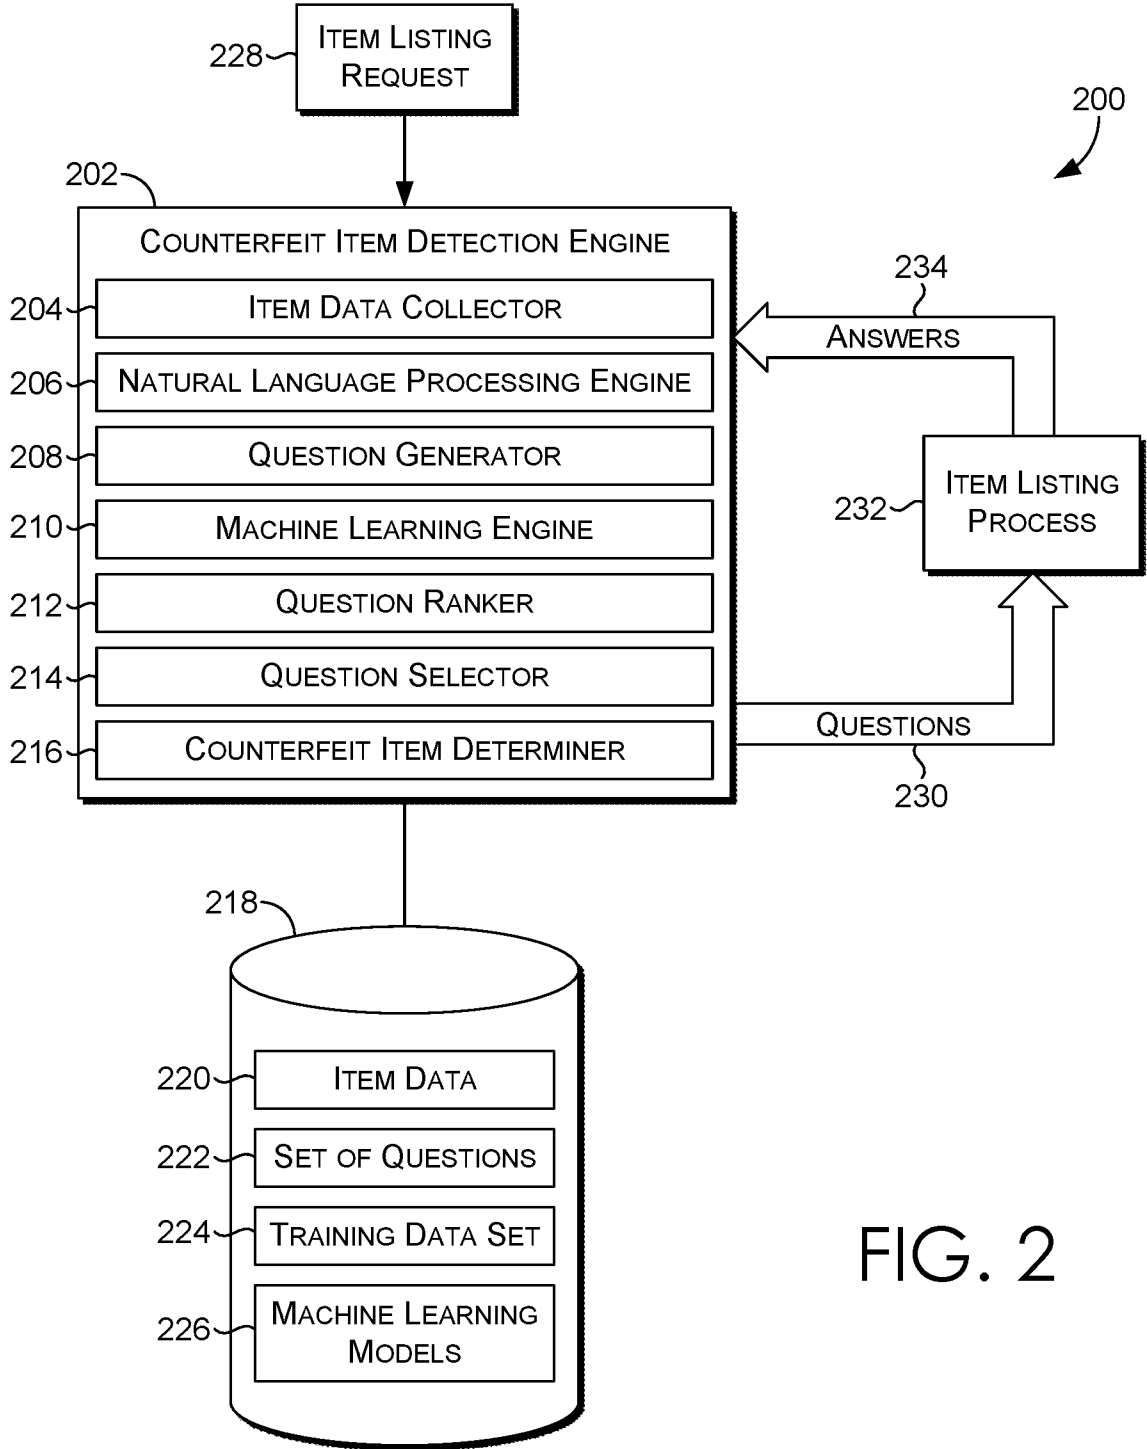 228
ITEM LISTING
REQUEST
200
202
COUNTERFEIT ITEM DETECTION ENGINE
204
ITEM DATA COLLECTOR
206
NATURAL LANGUAGE PROCESSING ENGINE
208
QUESTION GENERATOR
210
MACHINE LEARNING ENGINE
212
QUESTION RANKER
214
QUESTION SELECTOR
216
COUNTERFEIT ITEM DETERMINER
234
ANSWERS
232
ITEM LISTING
PROCESS
QUESTIONS
230
218
220
ITEM DATA
222
SET OF QUESTIONS
224
TRAINING DATA SET
226
MACHINE LEARNING
MODELS
FIG. 2